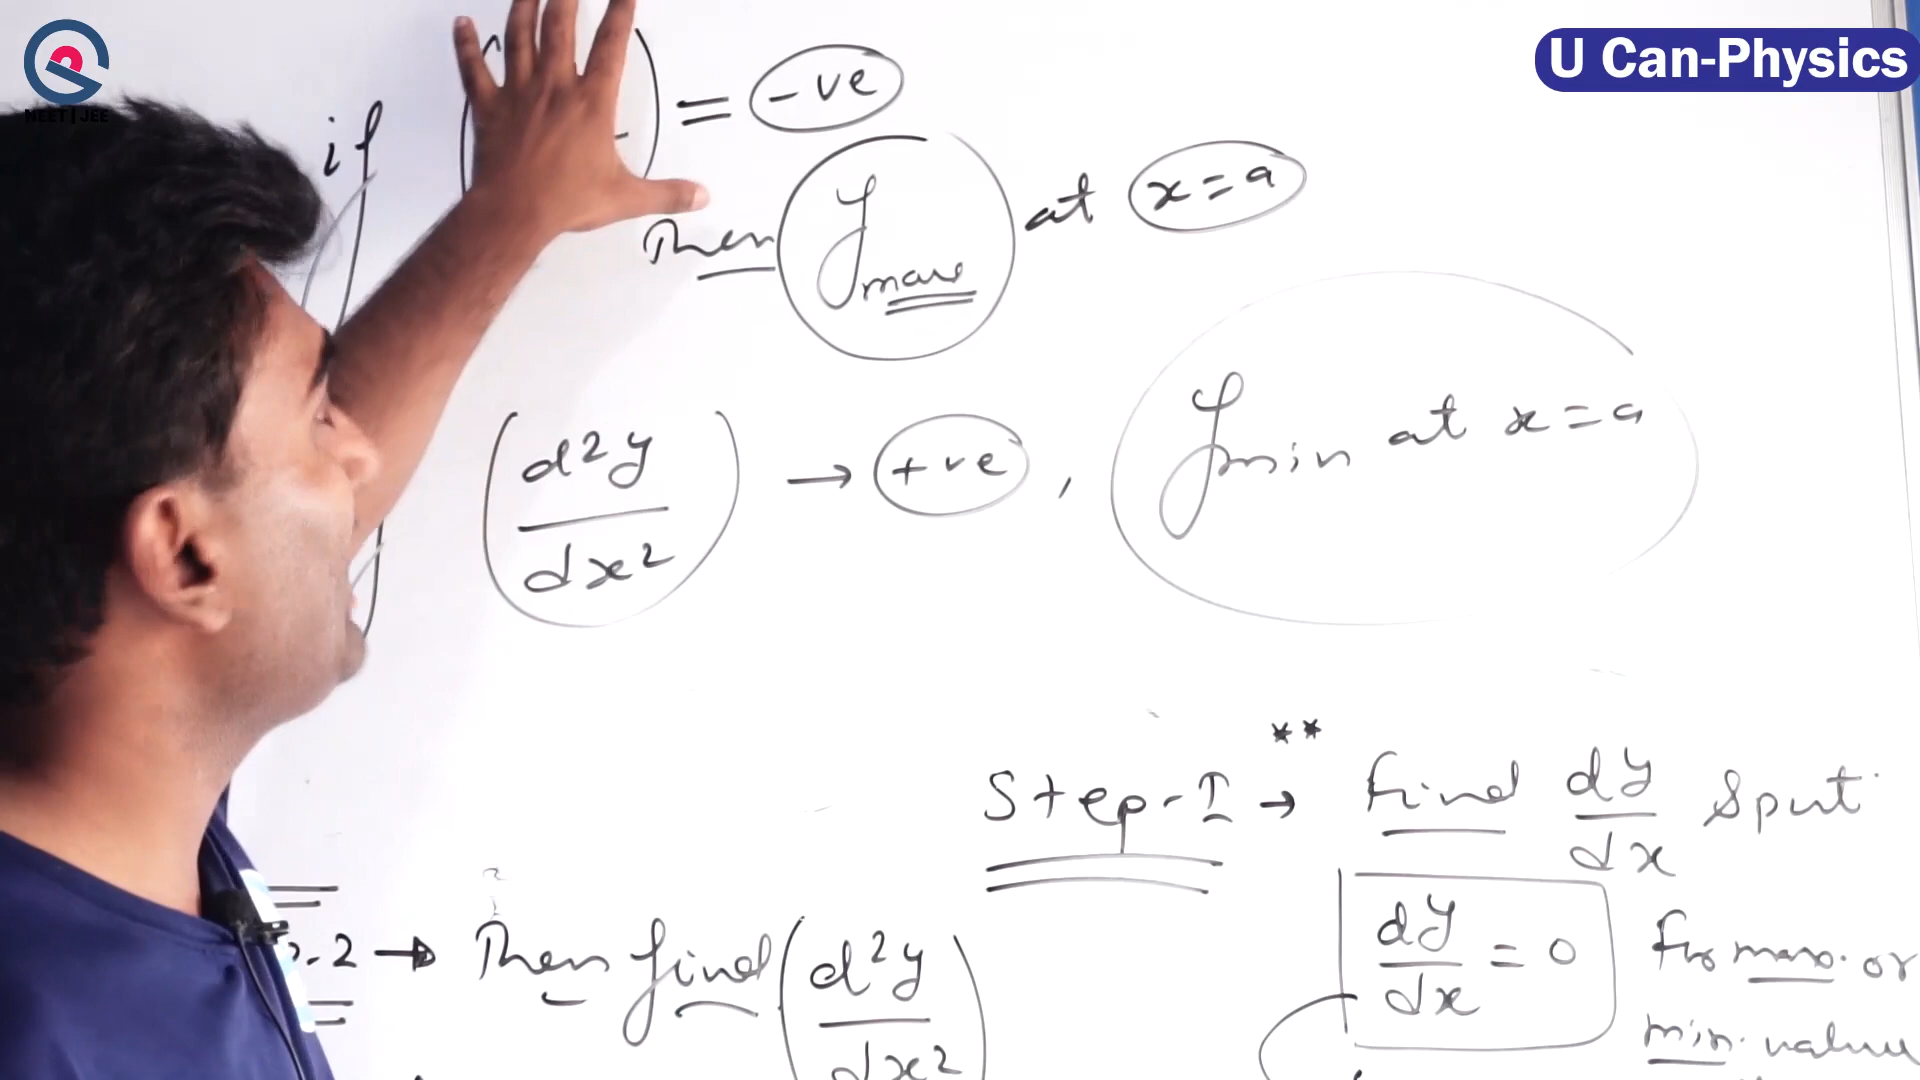 U Can-Physics
NEET|JEE
if ( ) = -ve
Then y max at x = a
(d²y/dx²) → +ve, y min at x = a
**
Step-I → Find dy/dx & put
dy/dx = 0 for max. or
min. value
.2 → Then find (d²y/dx²)